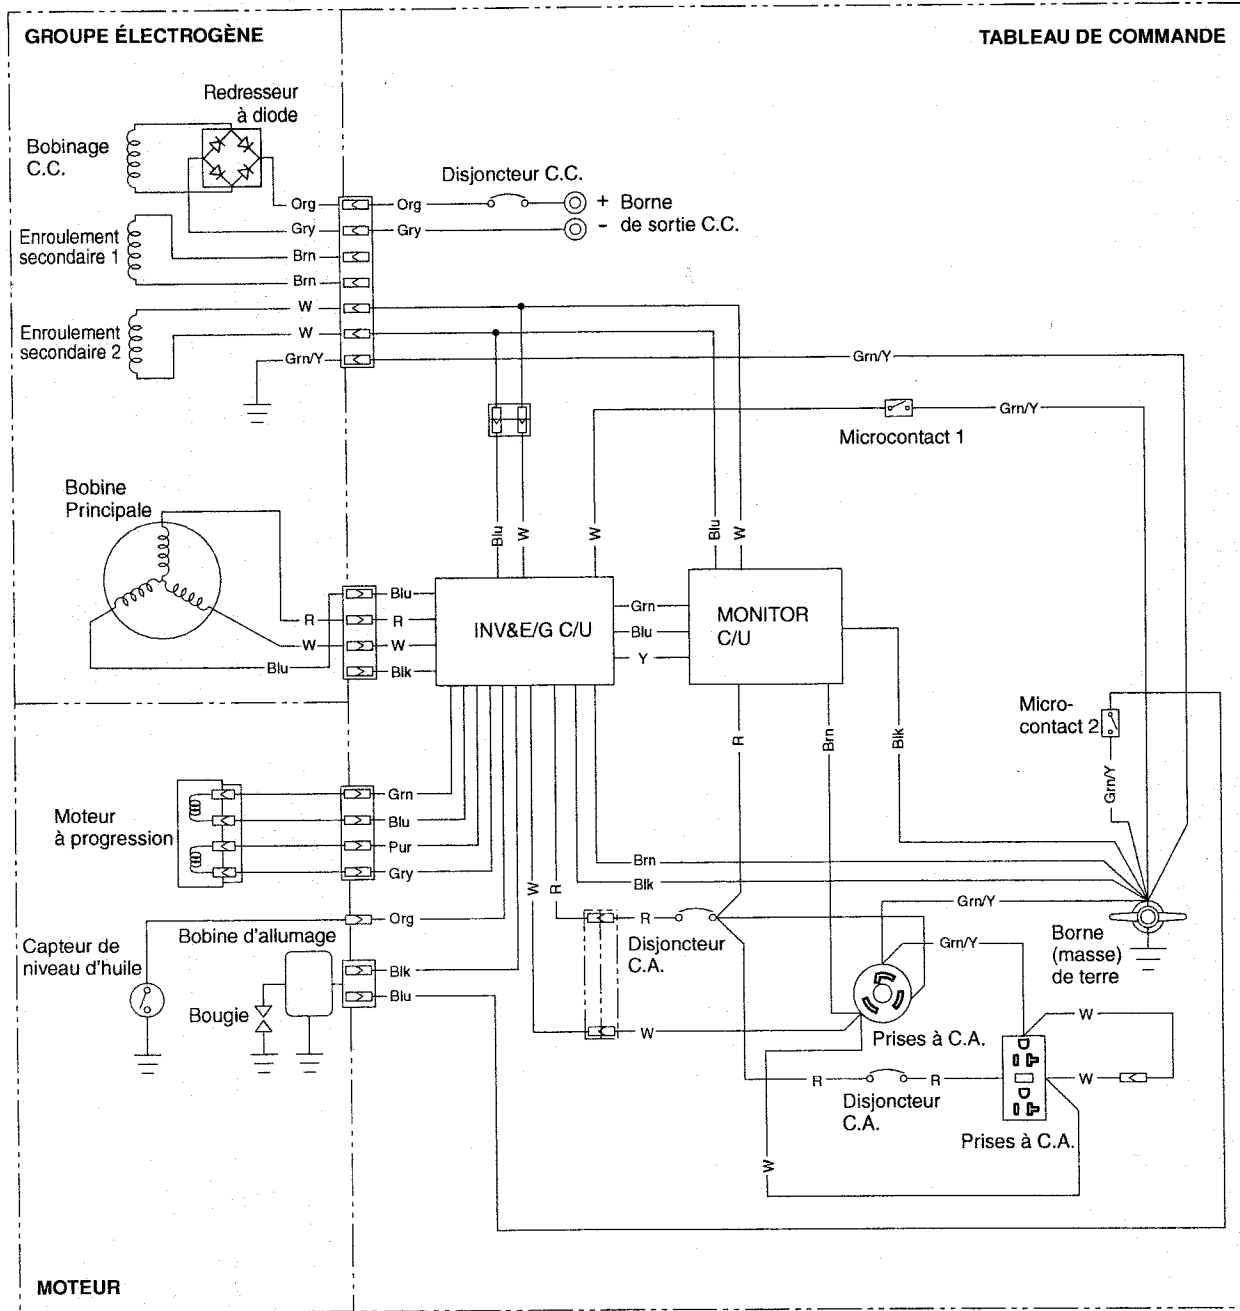 GROUPE ÉLECTROGÈNE
TABLEAU DE COMMANDE
Redresseur
à diode
Bobinage
C.C.
Disjoncteur C.C.
Org
Org
+ Borne
- de sortie C.C.
Gry
Gry
Enroulement
secondaire 1
Brn
Brn
W
Enroulement
secondaire 2
W
Grn/Y
Grn/Y
Grn/Y
Microcontact 1
Bobine
Principale
Blu
W
W
Blu
W
Blu
R
R
W
W
Blu
Blk
INV&E/G C/U
Grn
Blu
Y
MONITOR
C/U
Micro-
contact 2
R
Brn
Blk
Grn/Y
Moteur
à progression
Grn
Blu
Pur
Gry
Brn
Blk
W
R
Grn/Y
Org
R
Disjoncteur
C.A.
Grn/Y
Borne
(masse)
de terre
Capteur de
niveau d'huile
Bobine d'allumage
Blk
Blu
Bougie
W
Prises à C.A.
W
R
R
W
Disjoncteur
C.A.
Prises à C.A.
W
MOTEUR